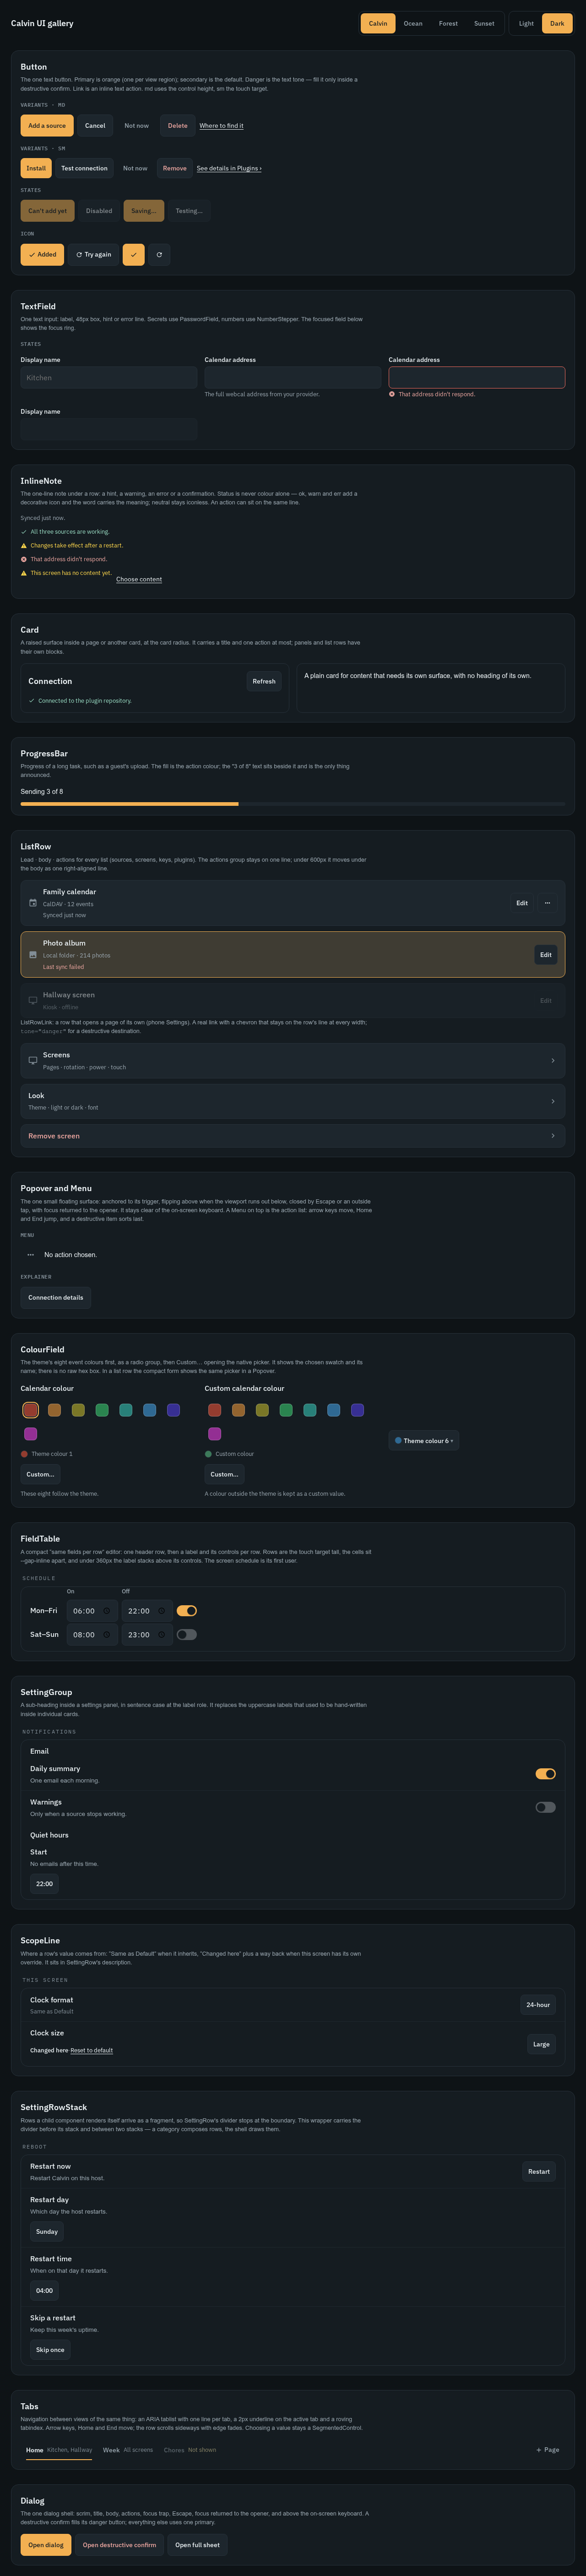 Calvin UI gallery
Calvin Ocean Forest Sunset Light Dark
Button
The one text button. Primary is orange (one per view region); secondary is the default. Danger is the text tone — fill it only inside a
destructive confirm. Link is an inline text action. md uses the control height, sm the touch target.
VARIANTS · MD
Add a source Cancel Not now Delete Where to find it
VARIANTS · SM
Install Test connection Not now Remove See details in Plugins ›
STATES
Can't add yet Disabled Saving… Testing…
ICON
Added Try again
TextField
One text input: label, 48px box, hint or error line. Secrets use PasswordField, numbers use NumberStepper. The focused field below
shows the focus ring.
STATES
Display name Calendar address Calendar address
Kitchen
The full webcal address from your provider. That address didn't respond.
Display name
InlineNote
The one-line note under a row: a hint, a warning, an error or a confirmation. Status is never colour alone — ok, warn and err add a
decorative icon and the word carries the meaning; neutral stays iconless. An action can sit on the same line.
Synced just now.
All three sources are working.
Changes take effect after a restart.
That address didn't respond.
This screen has no content yet. Choose content
Card
A raised surface inside a page or another card, at the card radius. It carries a title and one action at most; panels and list rows have
their own blocks.
Connection Refresh
Connected to the plugin repository.
A plain card for content that needs its own surface, with no heading of its own.
ProgressBar
Progress of a long task, such as a guest's upload. The fill is the action colour; the "3 of 8" text sits beside it and is the only thing
announced.
Sending 3 of 8
ListRow
Lead · body · actions for every list (sources, screens, keys, plugins). The actions group stays on one line; under 600px it moves under
the body as one right-aligned line.
Family calendar
CalDAV · 12 events
Synced just now
Edit
Photo album
Local folder · 214 photos
Last sync failed
Edit
Hallway screen
Kiosk · offline
Edit
ListRowLink: a row that opens a page of its own (phone Settings). A real link with a chevron that stays on the row's line at every width;
tone="danger" for a destructive destination.
Screens
Pages · rotation · power · touch
Look
Theme · light or dark · font
Remove screen
Popover and Menu
The one small floating surface: anchored to its trigger, flipping above when the viewport runs out below, closed by Escape or an outside
tap, with focus returned to the opener. It stays clear of the on-screen keyboard. A Menu on top is the action list: arrow keys move, Home
and End jump, and a destructive item sorts last.
MENU
No action chosen.
EXPLAINER
Connection details
ColourField
The theme's eight event colours first, as a radio group, then Custom… opening the native picker. It shows the chosen swatch and its
name; there is no raw hex box. In a list row the compact form shows the same picker in a Popover.
Calendar colour Custom calendar colour
Theme colour 6
Theme colour 1 Custom colour
Custom… Custom…
These eight follow the theme. A colour outside the theme is kept as a custom value.
FieldTable
A compact "same fields per row" editor: one header row, then a label and its controls per row. Rows are the touch target tall, the cells sit
--gap-inline apart, and under 360px the label stacks above its controls. The screen schedule is its first user.
SCHEDULE
On Off
Mon–Fri 06:00 22:00
Sat–Sun 08:00 23:00
SettingGroup
A sub-heading inside a settings panel, in sentence case at the label role. It replaces the uppercase labels that used to be hand-written
inside individual cards.
NOTIFICATIONS
Email
Daily summary
One email each morning.
Warnings
Only when a source stops working.
Quiet hours
Start
No emails after this time.
22:00
ScopeLine
Where a row's value comes from: "Same as Default" when it inherits, "Changed here" plus a way back when this screen has its own
override. It sits in SettingRow's description.
THIS SCREEN
Clock format
Same as Default
24-hour
Clock size
Changed here Reset to default
Large
SettingRowStack
Rows a child component renders itself arrive as a fragment, so SettingRow's divider stops at the boundary. This wrapper carries the
divider before its stack and between two stacks — a category composes rows, the shell draws them.
REBOOT
Restart now
Restart Calvin on this host.
Restart
Restart day
Which day the host restarts.
Sunday
Restart time
When on that day it restarts.
04:00
Skip a restart
Keep this week's uptime.
Skip once
Tabs
Navigation between views of the same thing: an ARIA tablist with one line per tab, a 2px underline on the active tab and a roving
tabindex. Arrow keys, Home and End move; the row scrolls sideways with edge fades. Choosing a value stays a SegmentedControl.
Home Kitchen, Hallway Week All screens Chores Not shown + Page
Dialog
The one dialog shell: scrim, title, body, actions, focus trap, Escape, focus returned to the opener, and above the on-screen keyboard. A
destructive confirm fills its danger button; everything else uses one primary.
Open dialog Open destructive confirm Open full sheet